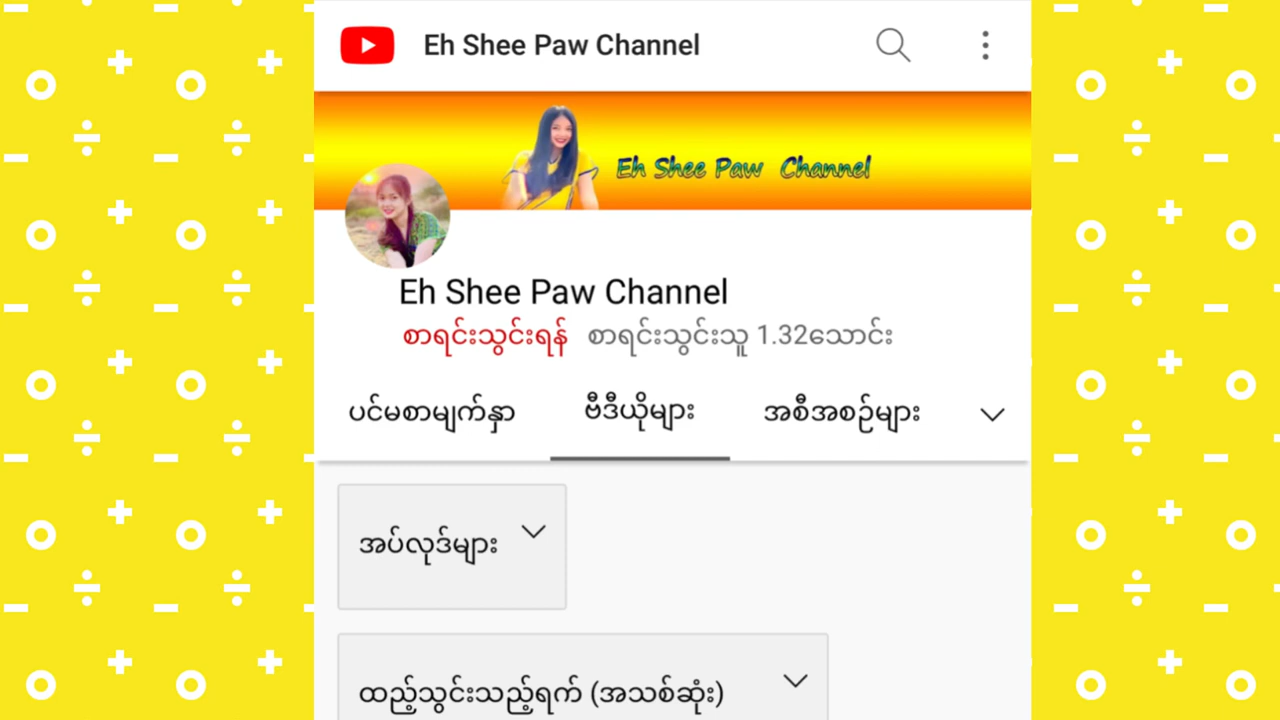 Eh Shee Paw Channel
Eh Shee Paw Channel
Eh Shee Paw Channel
စာရင်းသွင်းရန် စာရင်းသွင်းသူ 1.32သောင်း
ပင်မစာမျက်နှာ ဗီဒီယိုများ အစီအစဉ်များ
အပ်လုဒ်များ
ထည့်သွင်းသည့်ရက် (အသစ်ဆုံး)